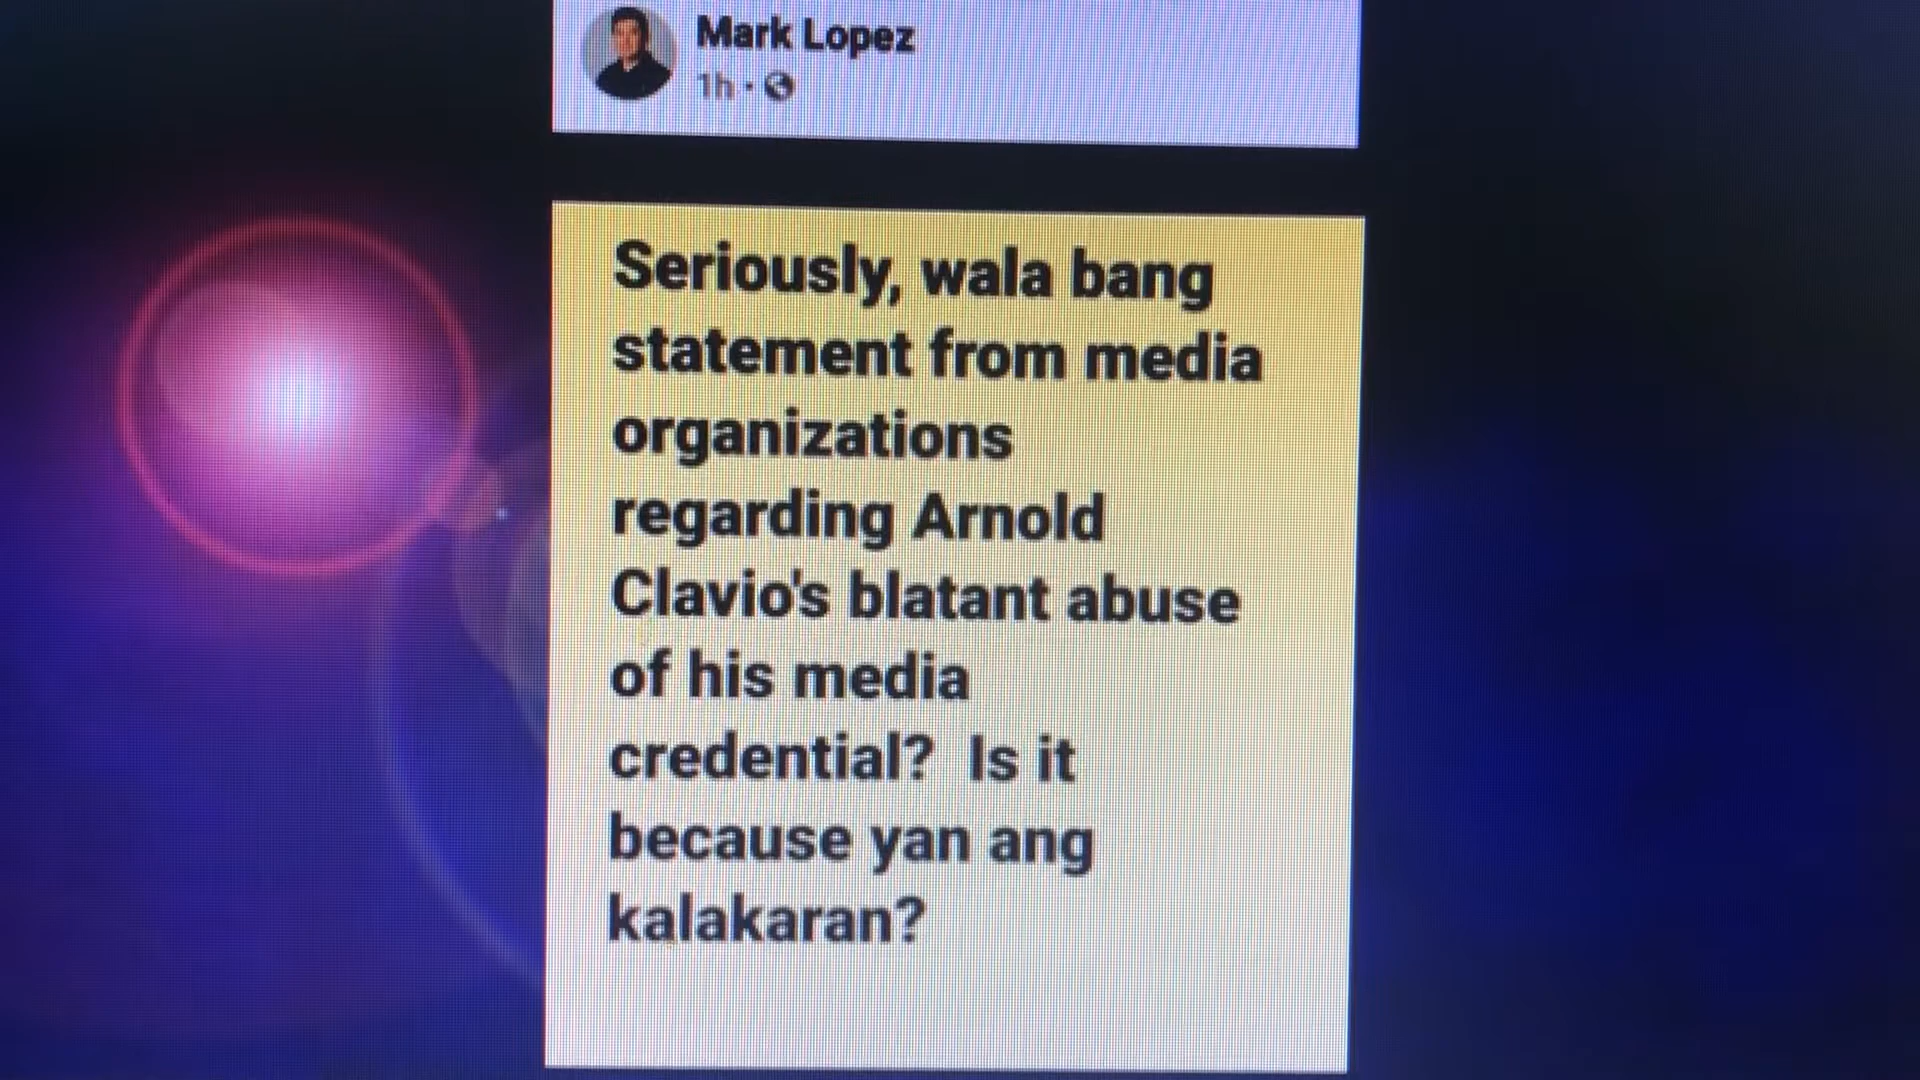 Mark Lopez
1h ·
Seriously, wala bang
statement from media
organizations
regarding Arnold
Clavio's blatant abuse
of his media
credential? Is it
because yan ang
kalakaran?